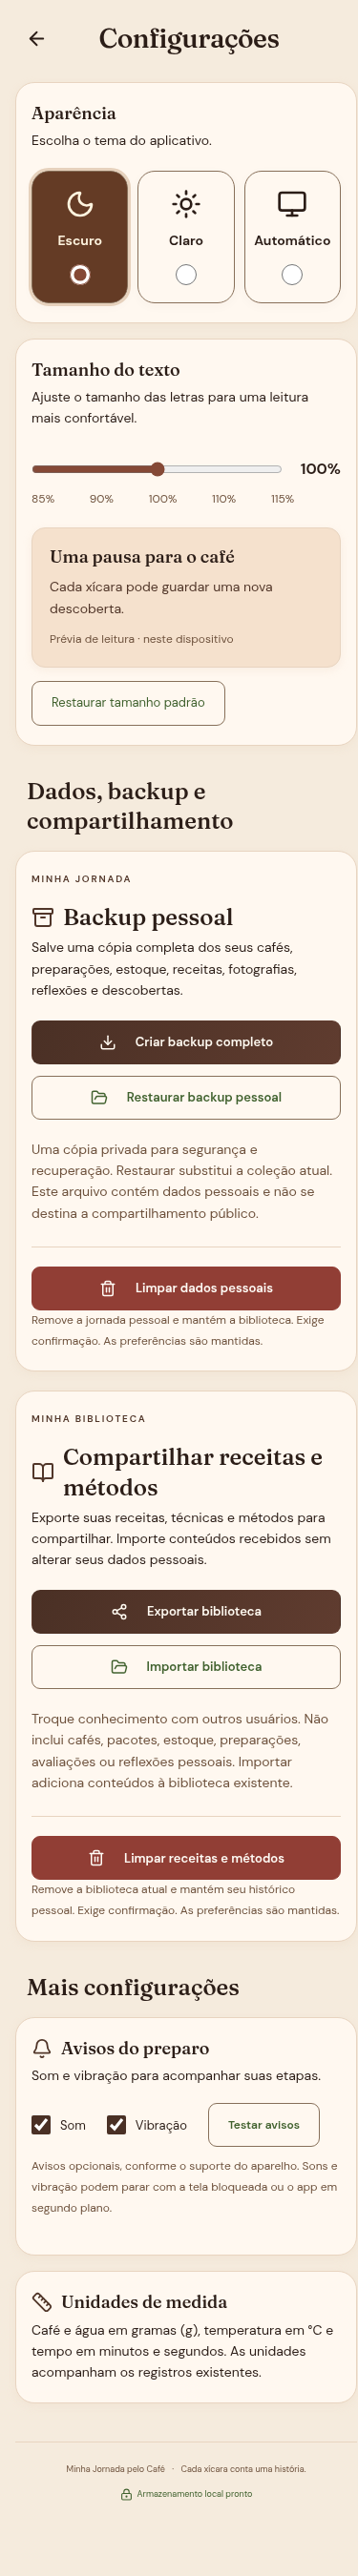 Configurações
Aparência
Escolha o tema do aplicativo.
Escuro
Claro
Automático
Tamanho do texto
Ajuste o tamanho das letras para uma leitura
mais confortável.
100%
85%
90%
100%
110%
115%
Uma pausa para o café
Cada xícara pode guardar uma nova
descoberta.
Prévia de leitura · neste dispositivo
Restaurar tamanho padrão
Dados, backup e
compartilhamento
MINHA JORNADA
Backup pessoal
Salve uma cópia completa dos seus cafés,
preparações, estoque, receitas, fotografias,
reflexões e descobertas.
Criar backup completo
Restaurar backup pessoal
Uma cópia privada para segurança e
recuperação. Restaurar substitui a coleção atual.
Este arquivo contém dados pessoais e não se
destina a compartilhamento público.
Limpar dados pessoais
Remove a jornada pessoal e mantém a biblioteca. Exige
confirmação. As preferências são mantidas.
MINHA BIBLIOTECA
Compartilhar receitas e
métodos
Exporte suas receitas, técnicas e métodos para
compartilhar. Importe conteúdos recebidos sem
alterar seus dados pessoais.
Exportar biblioteca
Importar biblioteca
Troque conhecimento com outros usuários. Não
inclui cafés, pacotes, estoque, preparações,
avaliações ou reflexões pessoais. Importar
adiciona conteúdos à biblioteca existente.
Limpar receitas e métodos
Remove a biblioteca atual e mantém seu histórico
pessoal. Exige confirmação. As preferências são mantidas.
Mais configurações
Avisos do preparo
Som e vibração para acompanhar suas etapas.
Som
Vibração
Testar avisos
Avisos opcionais, conforme o suporte do aparelho. Sons e
vibração podem parar com a tela bloqueada ou o app em
segundo plano.
Unidades de medida
Café e água em gramas (g), temperatura em °C e
tempo em minutos e segundos. As unidades
acompanham os registros existentes.
Minha Jornada pelo Café · Cada xícara conta uma história.
Armazenamento local pronto